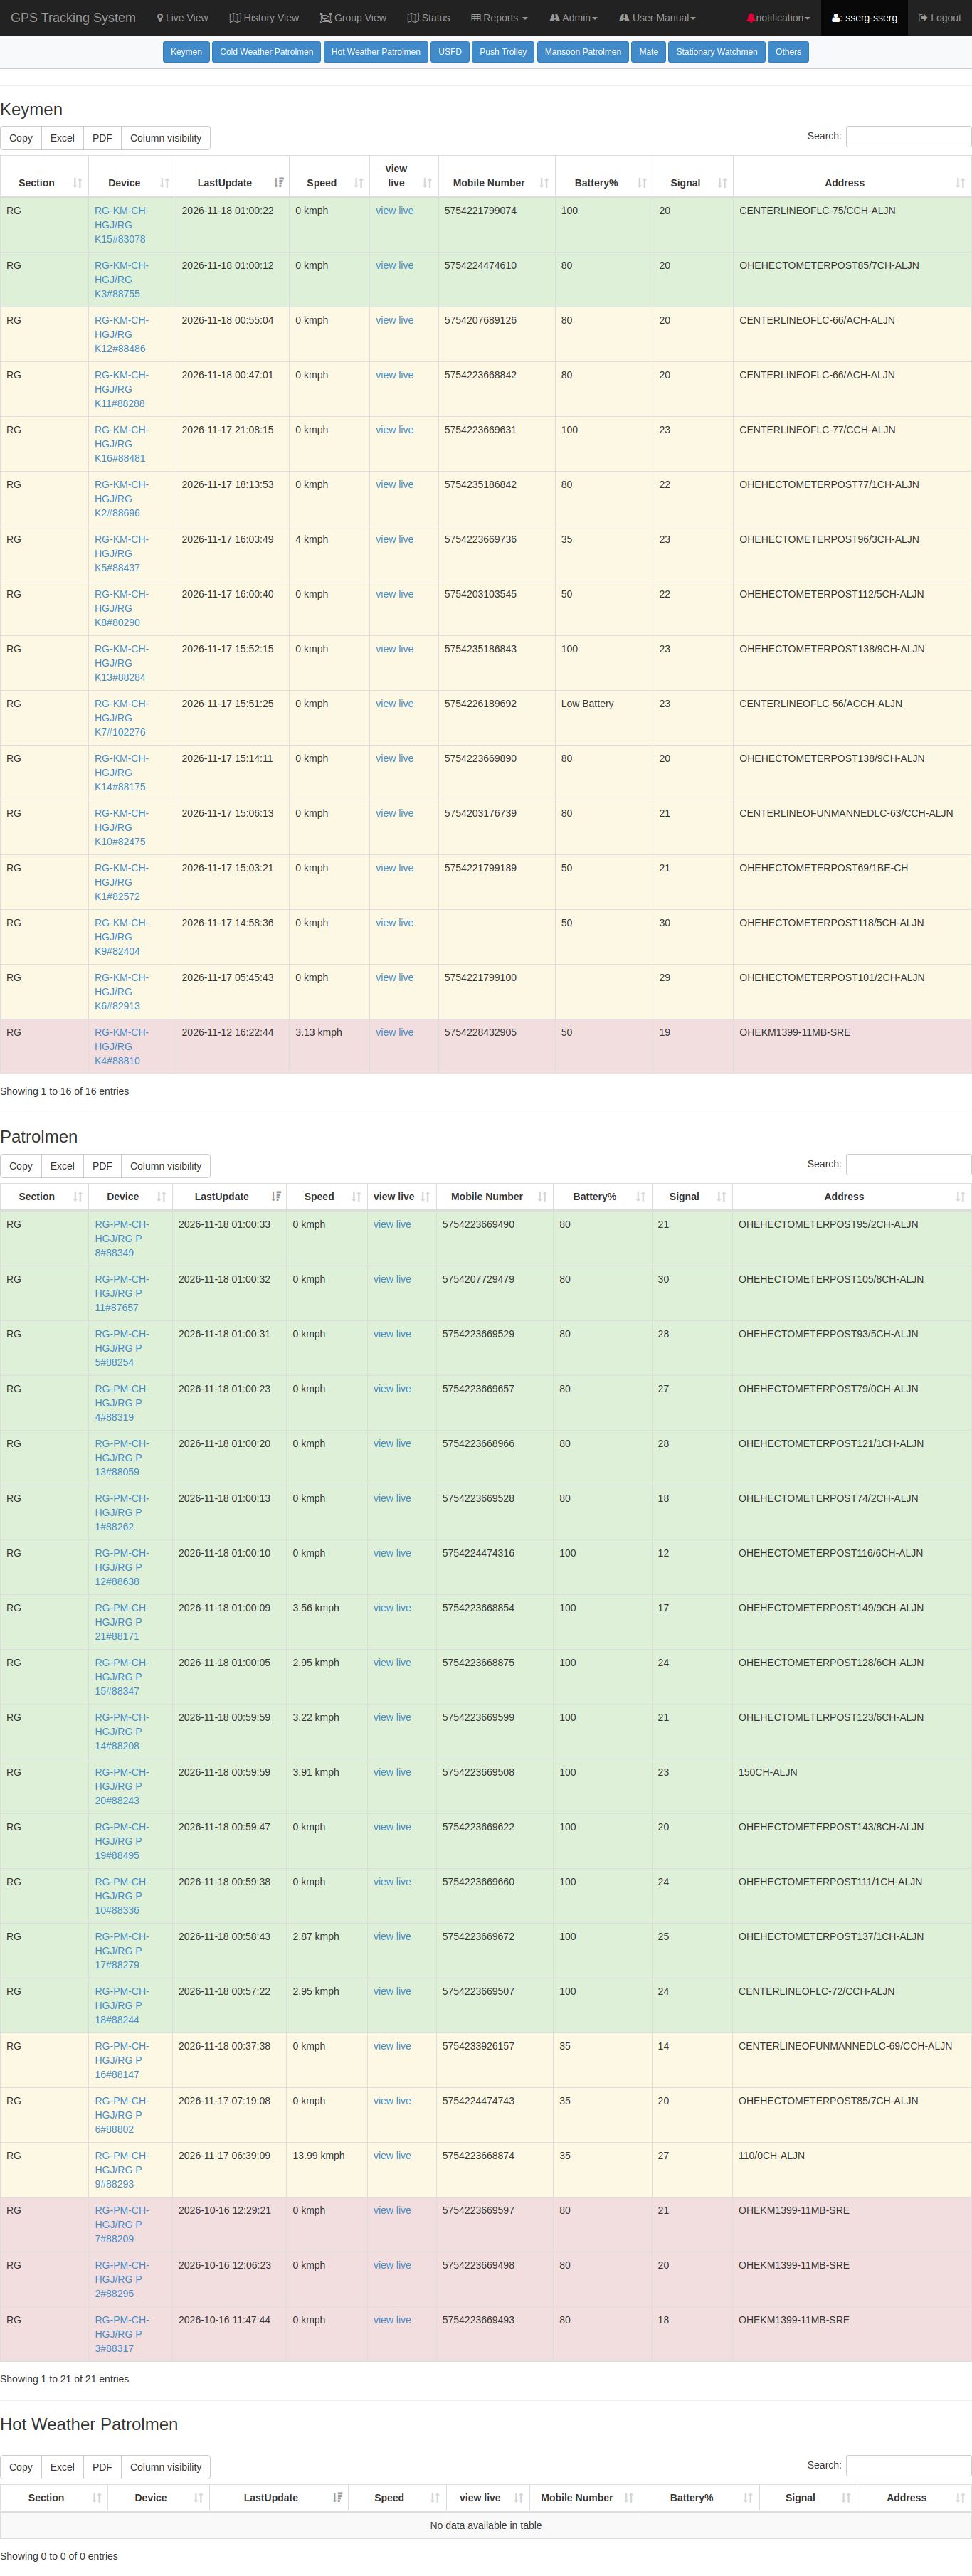 GPS Tracking System Live View History View Group View Status Reports Admin User Manual notification : sserg-sserg Logout
Keymen Cold Weather Patrolmen Hot Weather Patrolmen USFD Push Trolley Mansoon Patrolmen Mate Stationary Watchmen Others
Keymen
Copy Excel PDF Column visibility Search:
Section Device LastUpdate Speed view live Mobile Number Battery% Signal Address
RG RG-KM-CH-HGJ/RG K15#83078 2026-11-18 01:00:22 0 kmph view live 5754221799074 100 20 CENTERLINEOFLC-75/CCH-ALJN
RG RG-KM-CH-HGJ/RG K3#88755 2026-11-18 01:00:12 0 kmph view live 5754224474610 80 20 OHEHECTOMETERPOST85/7CH-ALJN
RG RG-KM-CH-HGJ/RG K12#88486 2026-11-18 00:55:04 0 kmph view live 5754207689126 80 20 CENTERLINEOFLC-66/ACH-ALJN
RG RG-KM-CH-HGJ/RG K11#88288 2026-11-18 00:47:01 0 kmph view live 5754223668842 80 20 CENTERLINEOFLC-66/ACH-ALJN
RG RG-KM-CH-HGJ/RG K16#88481 2026-11-17 21:08:15 0 kmph view live 5754223669631 100 23 CENTERLINEOFLC-77/CCH-ALJN
RG RG-KM-CH-HGJ/RG K2#88696 2026-11-17 18:13:53 0 kmph view live 5754235186842 80 22 OHEHECTOMETERPOST77/1CH-ALJN
RG RG-KM-CH-HGJ/RG K5#88437 2026-11-17 16:03:49 4 kmph view live 5754223669736 35 23 OHEHECTOMETERPOST96/3CH-ALJN
RG RG-KM-CH-HGJ/RG K8#80290 2026-11-17 16:00:40 0 kmph view live 5754203103545 50 22 OHEHECTOMETERPOST112/5CH-ALJN
RG RG-KM-CH-HGJ/RG K13#88284 2026-11-17 15:52:15 0 kmph view live 5754235186843 100 23 OHEHECTOMETERPOST138/9CH-ALJN
RG RG-KM-CH-HGJ/RG K7#102276 2026-11-17 15:51:25 0 kmph view live 5754226189692 Low Battery 23 CENTERLINEOFLC-56/ACCH-ALJN
RG RG-KM-CH-HGJ/RG K14#88175 2026-11-17 15:14:11 0 kmph view live 5754223669890 80 20 OHEHECTOMETERPOST138/9CH-ALJN
RG RG-KM-CH-HGJ/RG K10#82475 2026-11-17 15:06:13 0 kmph view live 5754203176739 80 21 CENTERLINEOFUNMANNEDLC-63/CCH-ALJN
RG RG-KM-CH-HGJ/RG K1#82572 2026-11-17 15:03:21 0 kmph view live 5754221799189 50 21 OHEHECTOMETERPOST69/1BE-CH
RG RG-KM-CH-HGJ/RG K9#82404 2026-11-17 14:58:36 0 kmph view live 50 30 OHEHECTOMETERPOST118/5CH-ALJN
RG RG-KM-CH-HGJ/RG K6#82913 2026-11-17 05:45:43 0 kmph view live 5754221799100 29 OHEHECTOMETERPOST101/2CH-ALJN
RG RG-KM-CH-HGJ/RG K4#88810 2026-11-12 16:22:44 3.13 kmph view live 5754228432905 50 19 OHEKM1399-11MB-SRE
Showing 1 to 16 of 16 entries
Patrolmen
Copy Excel PDF Column visibility Search:
Section Device LastUpdate Speed view live Mobile Number Battery% Signal Address
RG RG-PM-CH-HGJ/RG P 8#88349 2026-11-18 01:00:33 0 kmph view live 5754223669490 80 21 OHEHECTOMETERPOST95/2CH-ALJN
RG RG-PM-CH-HGJ/RG P 11#87657 2026-11-18 01:00:32 0 kmph view live 5754207729479 80 30 OHEHECTOMETERPOST105/8CH-ALJN
RG RG-PM-CH-HGJ/RG P 5#88254 2026-11-18 01:00:31 0 kmph view live 5754223669529 80 28 OHEHECTOMETERPOST93/5CH-ALJN
RG RG-PM-CH-HGJ/RG P 4#88319 2026-11-18 01:00:23 0 kmph view live 5754223669657 80 27 OHEHECTOMETERPOST79/0CH-ALJN
RG RG-PM-CH-HGJ/RG P 13#88059 2026-11-18 01:00:20 0 kmph view live 5754223668966 80 28 OHEHECTOMETERPOST121/1CH-ALJN
RG RG-PM-CH-HGJ/RG P 1#88262 2026-11-18 01:00:13 0 kmph view live 5754223669528 80 18 OHEHECTOMETERPOST74/2CH-ALJN
RG RG-PM-CH-HGJ/RG P 12#88638 2026-11-18 01:00:10 0 kmph view live 5754224474316 100 12 OHEHECTOMETERPOST116/6CH-ALJN
RG RG-PM-CH-HGJ/RG P 21#88171 2026-11-18 01:00:09 3.56 kmph view live 5754223668854 100 17 OHEHECTOMETERPOST149/9CH-ALJN
RG RG-PM-CH-HGJ/RG P 15#88347 2026-11-18 01:00:05 2.95 kmph view live 5754223668875 100 24 OHEHECTOMETERPOST128/6CH-ALJN
RG RG-PM-CH-HGJ/RG P 14#88208 2026-11-18 00:59:59 3.22 kmph view live 5754223669599 100 21 OHEHECTOMETERPOST123/6CH-ALJN
RG RG-PM-CH-HGJ/RG P 20#88243 2026-11-18 00:59:59 3.91 kmph view live 5754223669508 100 23 150CH-ALJN
RG RG-PM-CH-HGJ/RG P 19#88495 2026-11-18 00:59:47 0 kmph view live 5754223669622 100 20 OHEHECTOMETERPOST143/8CH-ALJN
RG RG-PM-CH-HGJ/RG P 10#88336 2026-11-18 00:59:38 0 kmph view live 5754223669660 100 24 OHEHECTOMETERPOST111/1CH-ALJN
RG RG-PM-CH-HGJ/RG P 17#88279 2026-11-18 00:58:43 2.87 kmph view live 5754223669672 100 25 OHEHECTOMETERPOST137/1CH-ALJN
RG RG-PM-CH-HGJ/RG P 18#88244 2026-11-18 00:57:22 2.95 kmph view live 5754223669507 100 24 CENTERLINEOFLC-72/CCH-ALJN
RG RG-PM-CH-HGJ/RG P 16#88147 2026-11-18 00:37:38 0 kmph view live 5754233926157 35 14 CENTERLINEOFUNMANNEDLC-69/CCH-ALJN
RG RG-PM-CH-HGJ/RG P 6#88802 2026-11-17 07:19:08 0 kmph view live 5754224474743 35 20 OHEHECTOMETERPOST85/7CH-ALJN
RG RG-PM-CH-HGJ/RG P 9#88293 2026-11-17 06:39:09 13.99 kmph view live 5754223668874 35 27 110/0CH-ALJN
RG RG-PM-CH-HGJ/RG P 7#88209 2026-10-16 12:29:21 0 kmph view live 5754223669597 80 21 OHEKM1399-11MB-SRE
RG RG-PM-CH-HGJ/RG P 2#88295 2026-10-16 12:06:23 0 kmph view live 5754223669498 80 20 OHEKM1399-11MB-SRE
RG RG-PM-CH-HGJ/RG P 3#88317 2026-10-16 11:47:44 0 kmph view live 5754223669493 80 18 OHEKM1399-11MB-SRE
Showing 1 to 21 of 21 entries
Hot Weather Patrolmen
Copy Excel PDF Column visibility Search:
Section Device LastUpdate Speed view live Mobile Number Battery% Signal Address
No data available in table
Showing 0 to 0 of 0 entries